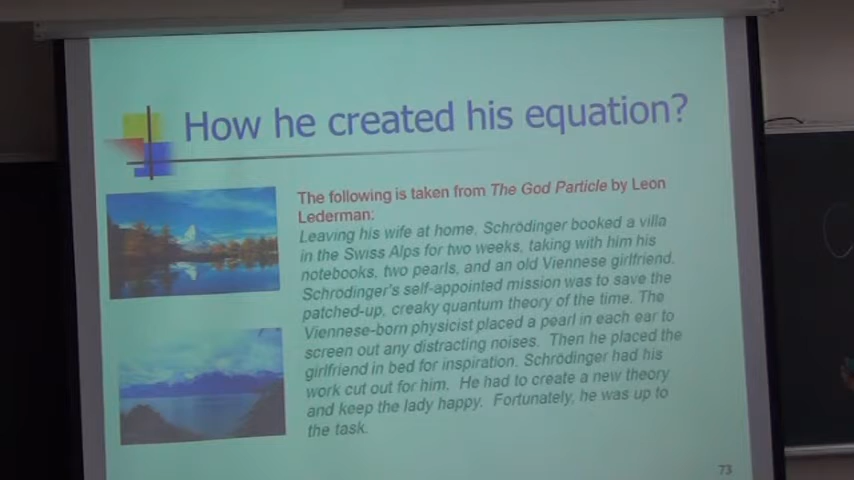 How he created his equation?
The following is taken from The God Particle by Leon
Lederman:
Leaving his wife at home, Schrödinger booked a villa
in the Swiss Alps for two weeks, taking with him his
notebooks, two pearls, and an old Viennese girlfriend.
Schrödinger's self-appointed mission was to save the
patched-up, creaky quantum theory of the time. The
Viennese-born physicist placed a pearl in each ear to
screen out any distracting noises. Then he placed the
girlfriend in bed for inspiration. Schrödinger had his
work cut out for him. He had to create a new theory
and keep the lady happy. Fortunately, he was up to
the task.
73